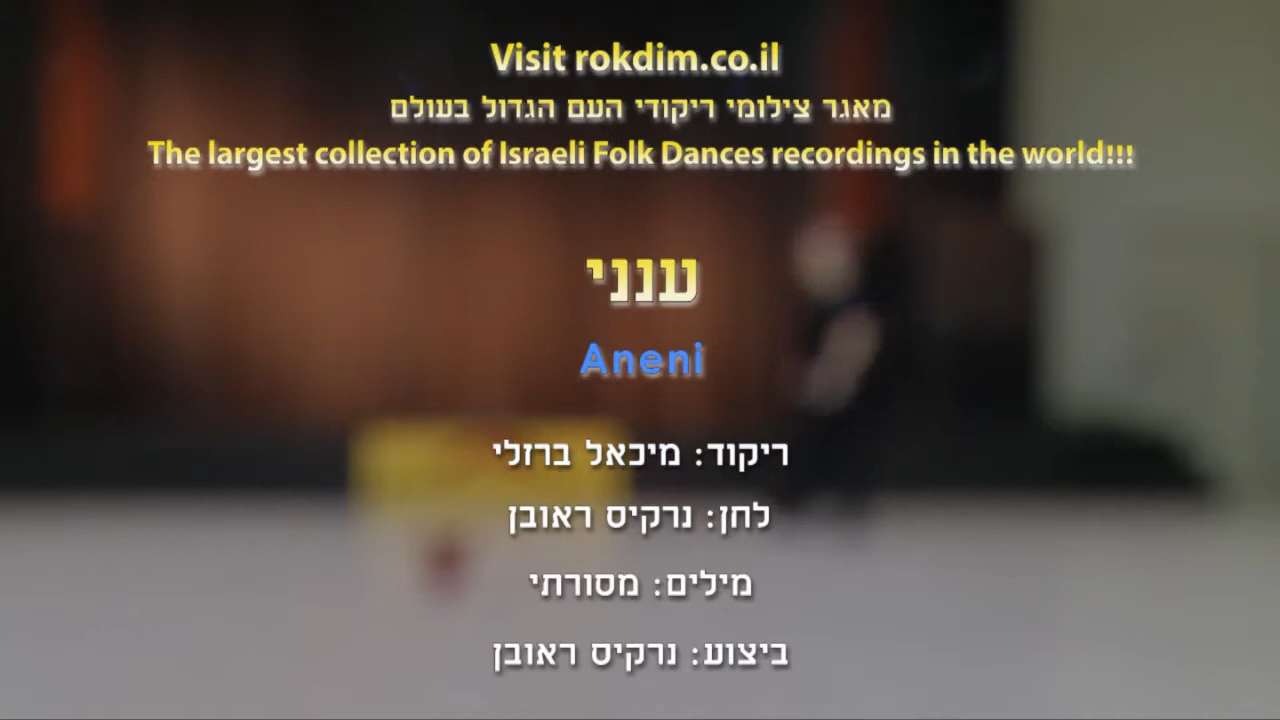 Visit rokdim.co.il
מאגר צילומי ריקודי העם הגדול בעולם
The largest collection of Israeli Folk Dances recordings in the world!!!
ענני
Aneni
ריקוד: מיכאל ברזלי
לחן: נרקיס ראובן
מילים: מסורתי
ביצוע: נרקיס ראובן